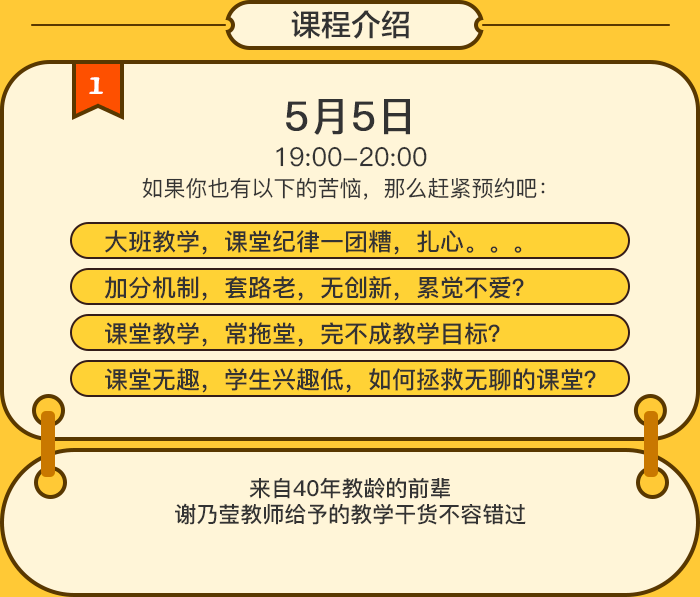 课程介绍
1
5月5日
19:00-20:00
如果你也有以下的苦恼，那么赶紧预约吧：
大班教学，课堂纪律一团糟，扎心。。。
加分机制，套路老，无创新，累觉不爱?
课堂教学，常拖堂，完不成教学目标?
课堂无趣，学生兴趣低，如何拯救无聊的课堂?
来自40年教龄的前辈
谢乃莹教师给予的教学干货不容错过